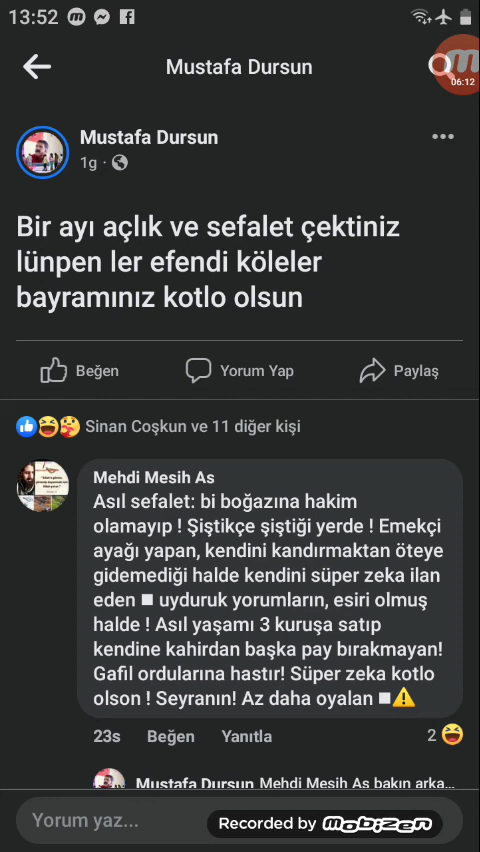 13:52
Mustafa Dursun
06:12
Mustafa Dursun
1g ·
Bir ayı açlık ve sefalet çektiniz
lünpen ler efendi köleler
bayramınız kotlo olsun
Beğen
Yorum Yap
Paylaş
Sinan Coşkun ve 11 diğer kişi
Mehdi Mesih As
Asıl sefalet: bi boğazına hakim
olamayıp ! Şiştikçe şiştiği yerde ! Emekçi
ayağı yapan, kendini kandırmaktan öteye
gidemediği halde kendini süper zeka ilan
eden ◾ uyduruk yorumların, esiri olmuş
halde ! Asıl yaşamı 3 kuruşa satıp
kendine kahirdan başka pay bırakmayan!
Gafil ordularına hastır! Süper zeka kotlo
olson ! Seyranın! Az daha oyalan ◾⚠️
23s Beğen Yanıtla 2
Mustafa Dursun Mehdi Mesih As bakın arka...
Yorum yaz...
Recorded by mobizen